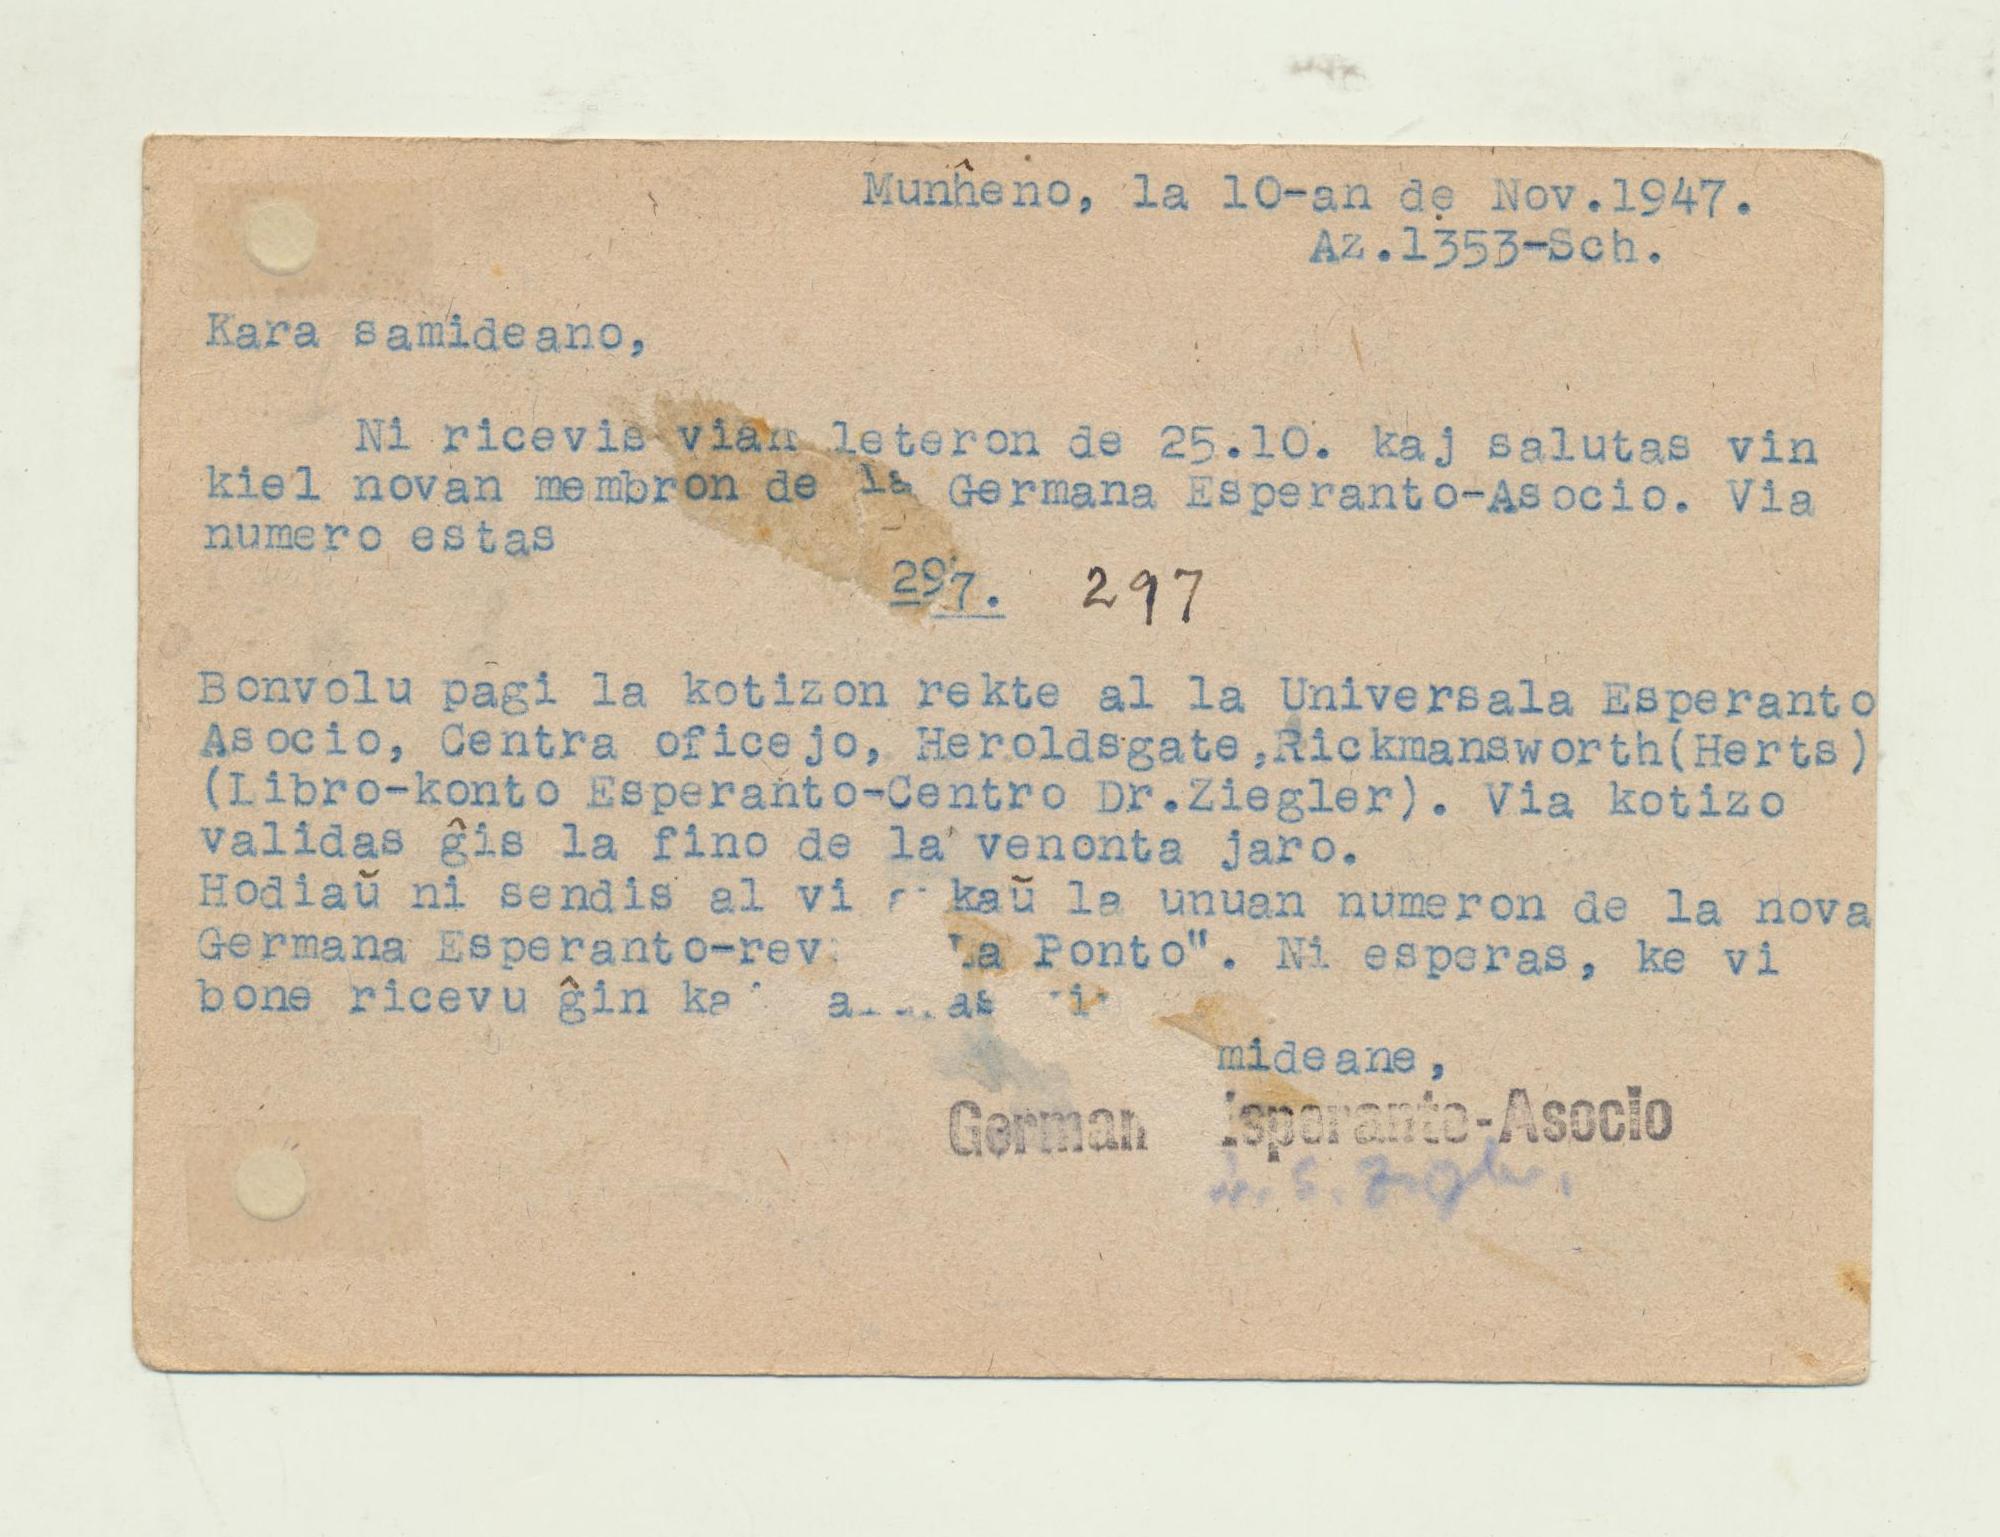 Munĥeno, la 10-an de Nov.1947.
Az.1353-Sch.
Kara samideano,
Ni ricevis vian leteron de 25.10. kaj salutas vin
kiel novan membron de la Germana Esperanto-Asocio. Via
numero estas
297. 297
Bonvolu pagi la kotizon rekte al la Universala Esperanto
Asocio, Centra oficejo, Heroldsgate,Rickmansworth(Herts)
(Libro-konto Esperanto-Centro Dr.Ziegler). Via kotizo
validas ĝis la fino de la venonta jaro.
Hodiaŭ ni sendis al vi kaŭ la unuan numeron de la nova
Germana Esperanto-rev La Ponto". Ni esperas, ke vi
bone ricevu ĝin
mideane,
German Esperanto-Asocio